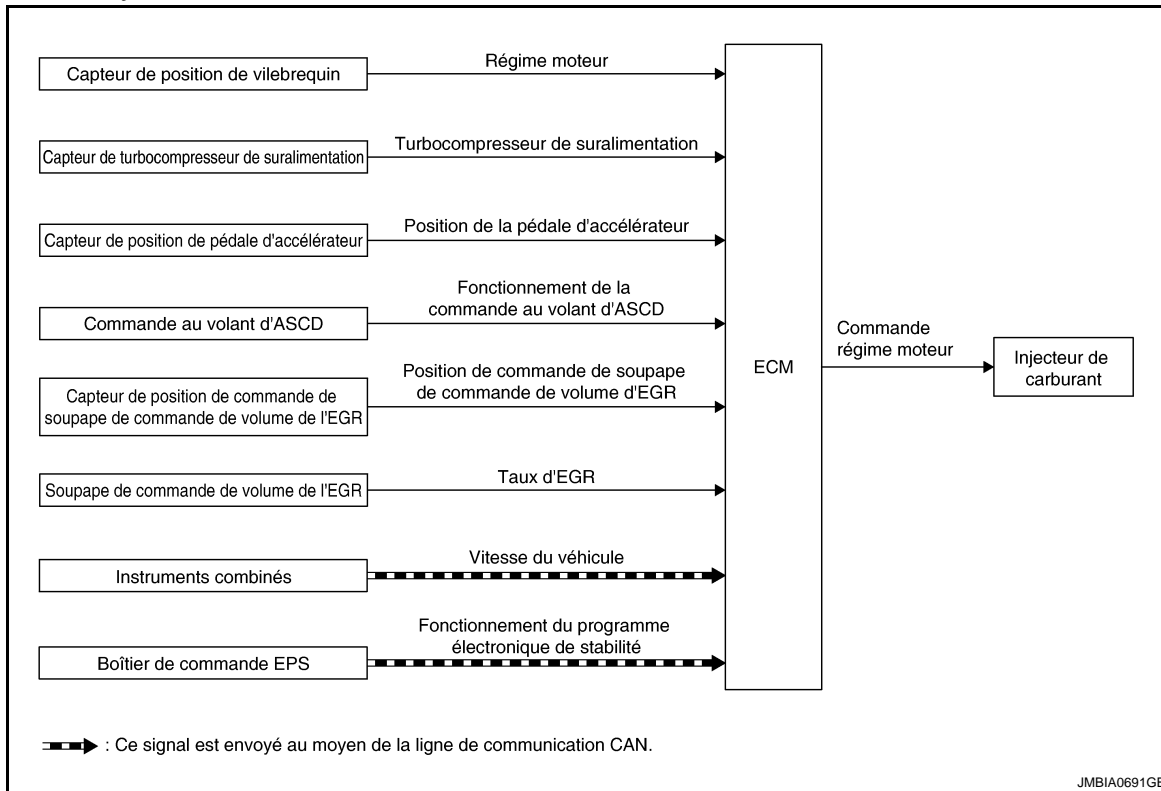 Capteur de position de vilebrequin
Régime moteur
Capteur de turbocompresseur de suralimentation
Turbocompresseur de suralimentation
Capteur de position de pédale d'accélérateur
Position de la pédale d'accélérateur
Commande au volant d'ASCD
Fonctionnement de la
commande au volant d'ASCD
Capteur de position de commande de
soupape de commande de volume de l'EGR
Position de commande de soupape
de commande de volume d'EGR
Soupape de commande de volume de l'EGR
Taux d'EGR
Instruments combinés
Vitesse du véhicule
Boîtier de commande EPS
Fonctionnement du programme
électronique de stabilité
ECM
Commande
régime moteur
Injecteur de
carburant
: Ce signal est envoyé au moyen de la ligne de communication CAN.